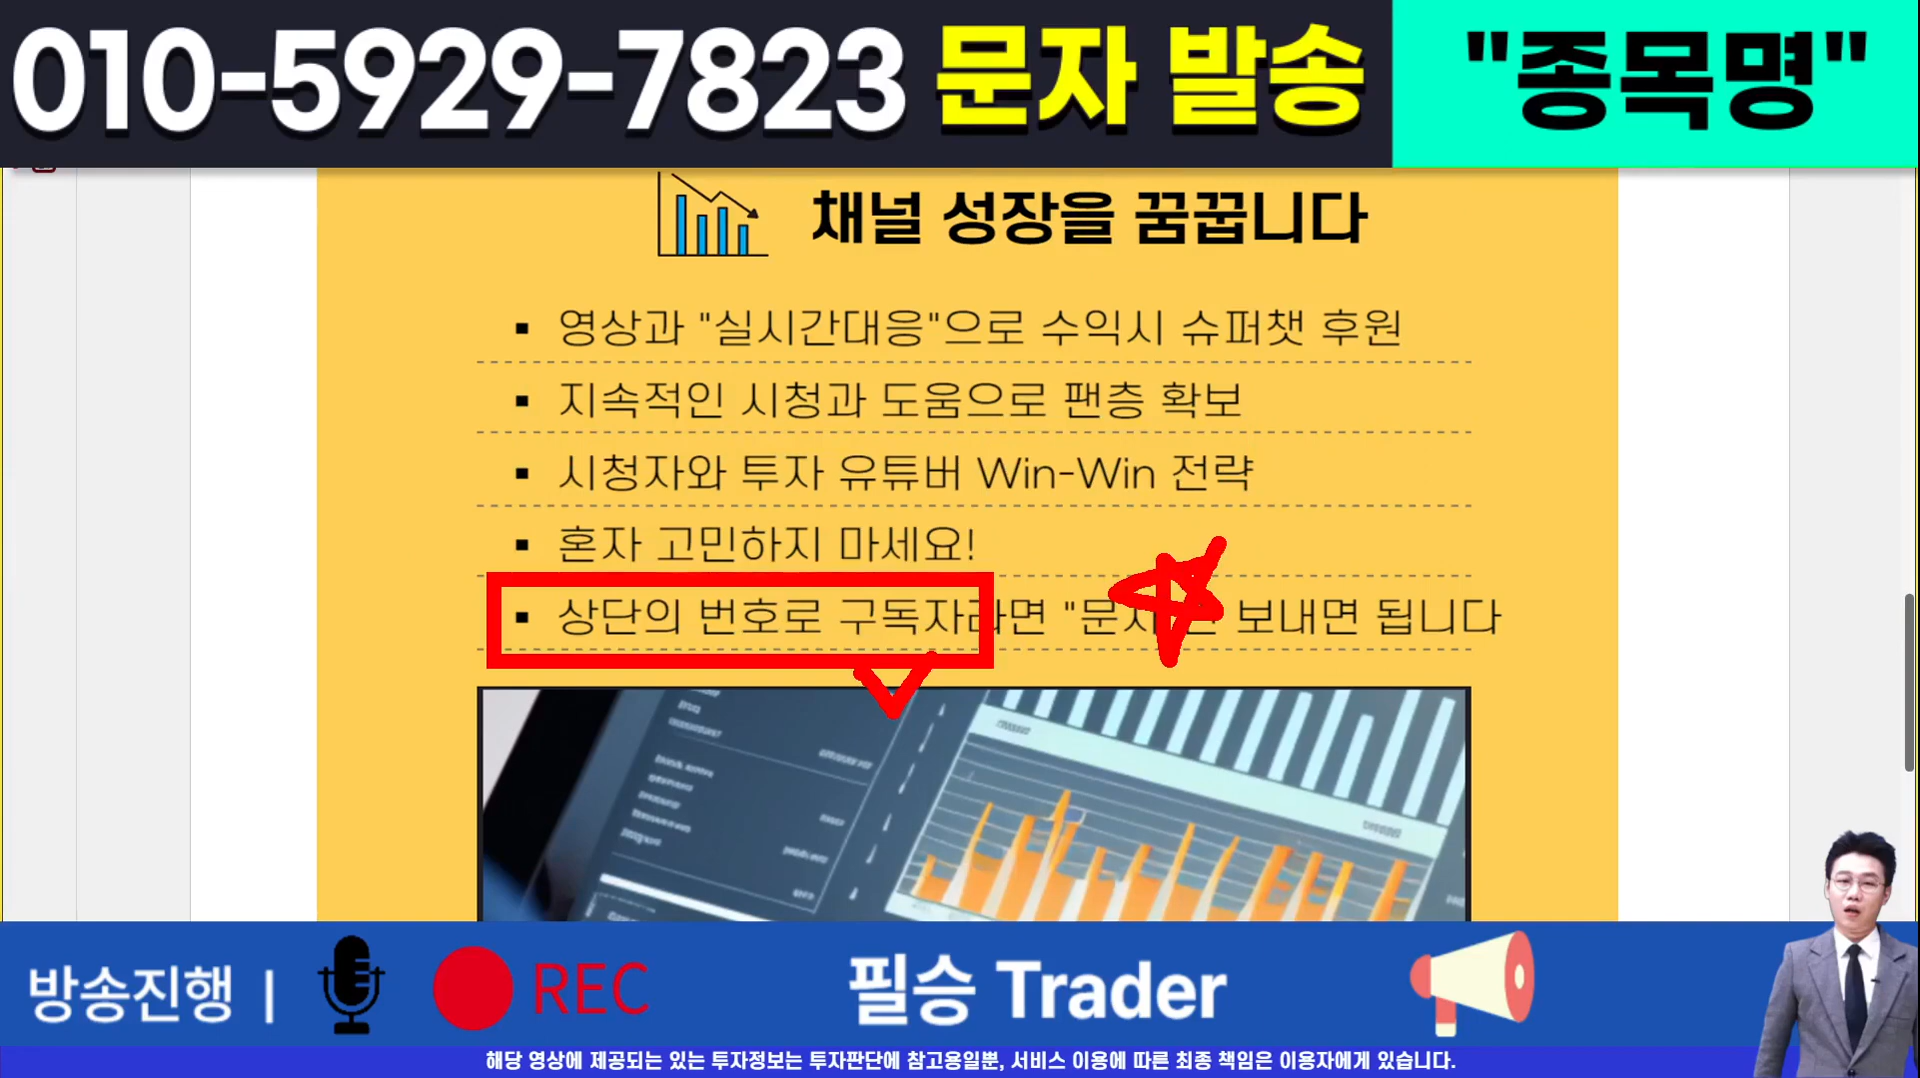 010-5929-7823 문자 발송 "종목명"
채널 성장을 꿈꿉니다
▪ 영상과 "실시간대응"으로 수익시 슈퍼챗 후원
▪ 지속적인 시청과 도움으로 팬층 확보
▪ 시청자와 투자 유튜버 Win-Win 전략
▪ 혼자 고민하지 마세요!
▪ 상단의 번호로 구독자라면 "문자"만 보내면 됩니다
방송진행 | REC 필승 Trader
해당 영상에 제공되는 있는 투자정보는 투자판단에 참고용일뿐, 서비스 이용에 따른 최종 책임은 이용자에게 있습니다.